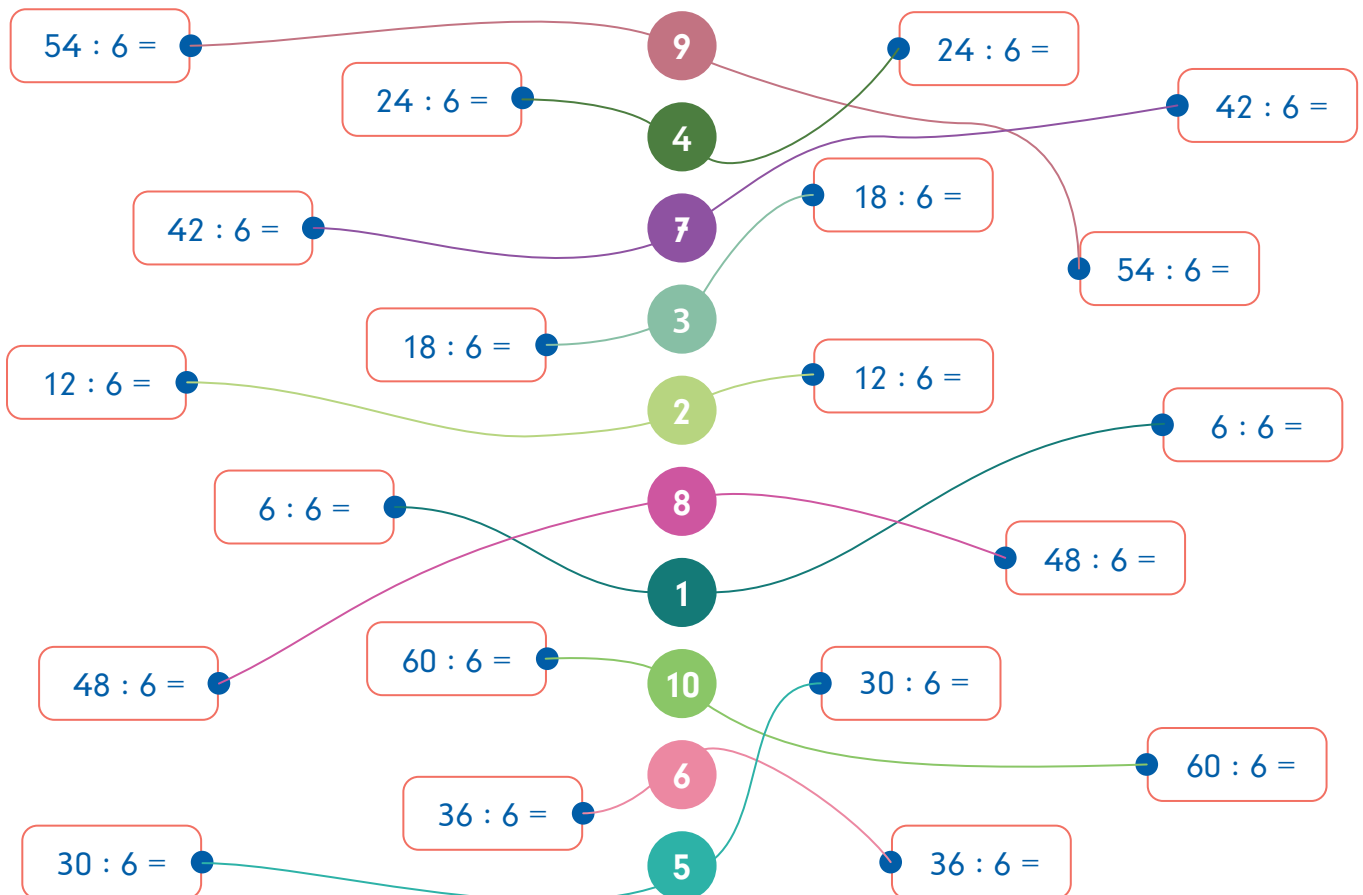 54 : 6 =
9
24 : 6 =
24 : 6 =
42 : 6 =
4
42 : 6 =
7
18 : 6 =
54 : 6 =
18 : 6 =
3
12 : 6 =
2
12 : 6 =
6 : 6 =
6 : 6 =
8
48 : 6 =
1
48 : 6 =
60 : 6 =
10
30 : 6 =
60 : 6 =
36 : 6 =
6
30 : 6 =
5
36 : 6 =